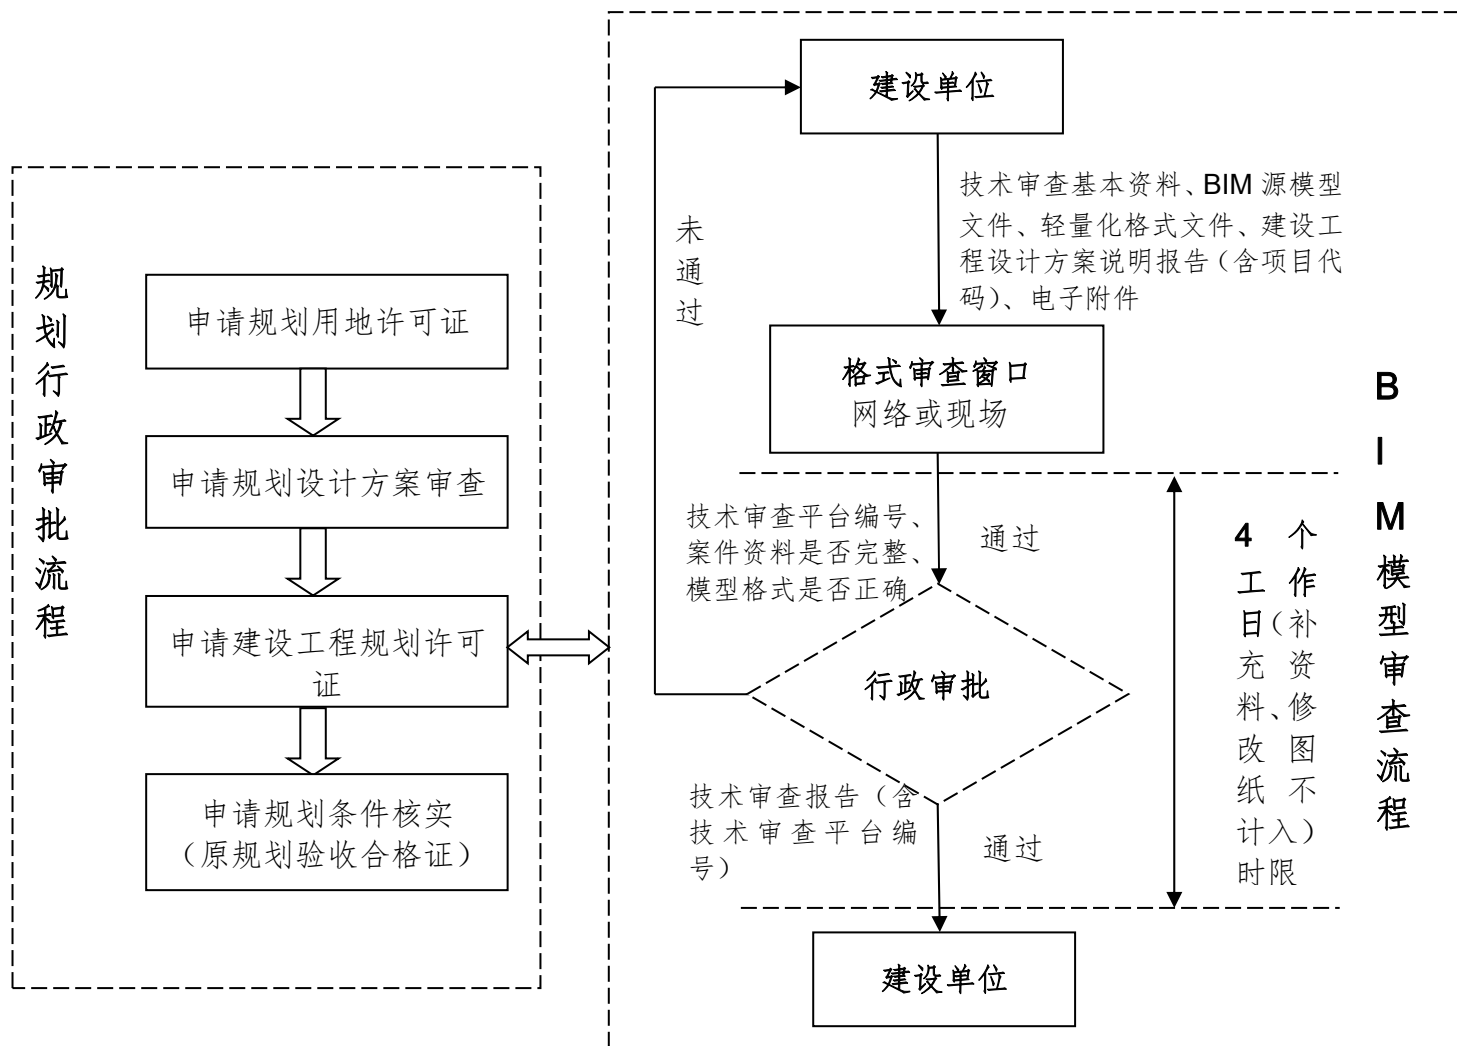 规划行政审批流程
申请规划用地许可证
申请规划设计方案审查
申请建设工程规划许可
证
申请规划条件核实
（原规划验收合格证）
建设单位
技术审查基本资料、BIM 源模型
文件、轻量化格式文件、建设工
程设计方案说明报告（含项目代
码）、电子附件
未通过
格式审查窗口
网络或现场
技术审查平台编号、
案件资料是否完整、
模型格式是否正确
通过
行政审批
技术审查报告（含
技术审查平台编
号）
通过
建设单位
4 个
工作
日（补
充资
料、修
改图
纸不
计入）
时限
BIM模型审查流程